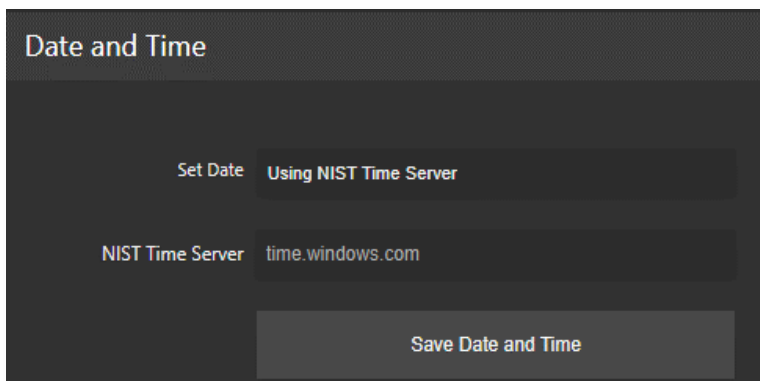 Date and Time
Set Date Using NIST Time Server
NIST Time Server time.windows.com
Save Date and Time